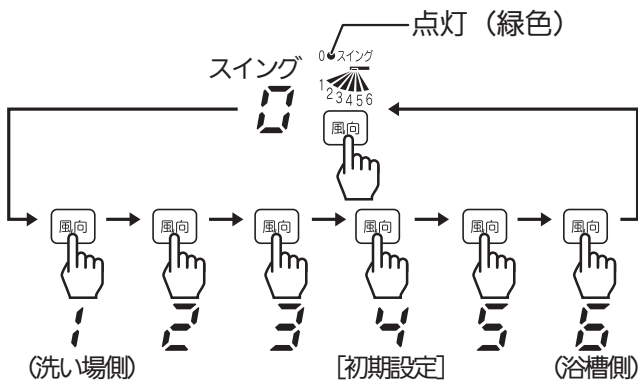 点灯（緑色）
0 スイング
スイング
0
1 2 3 4 5 6
風向
風向 風向 風向 風向 風向 風向
1 2 3 4 5 6
(洗い場側) [初期設定] (浴槽側)